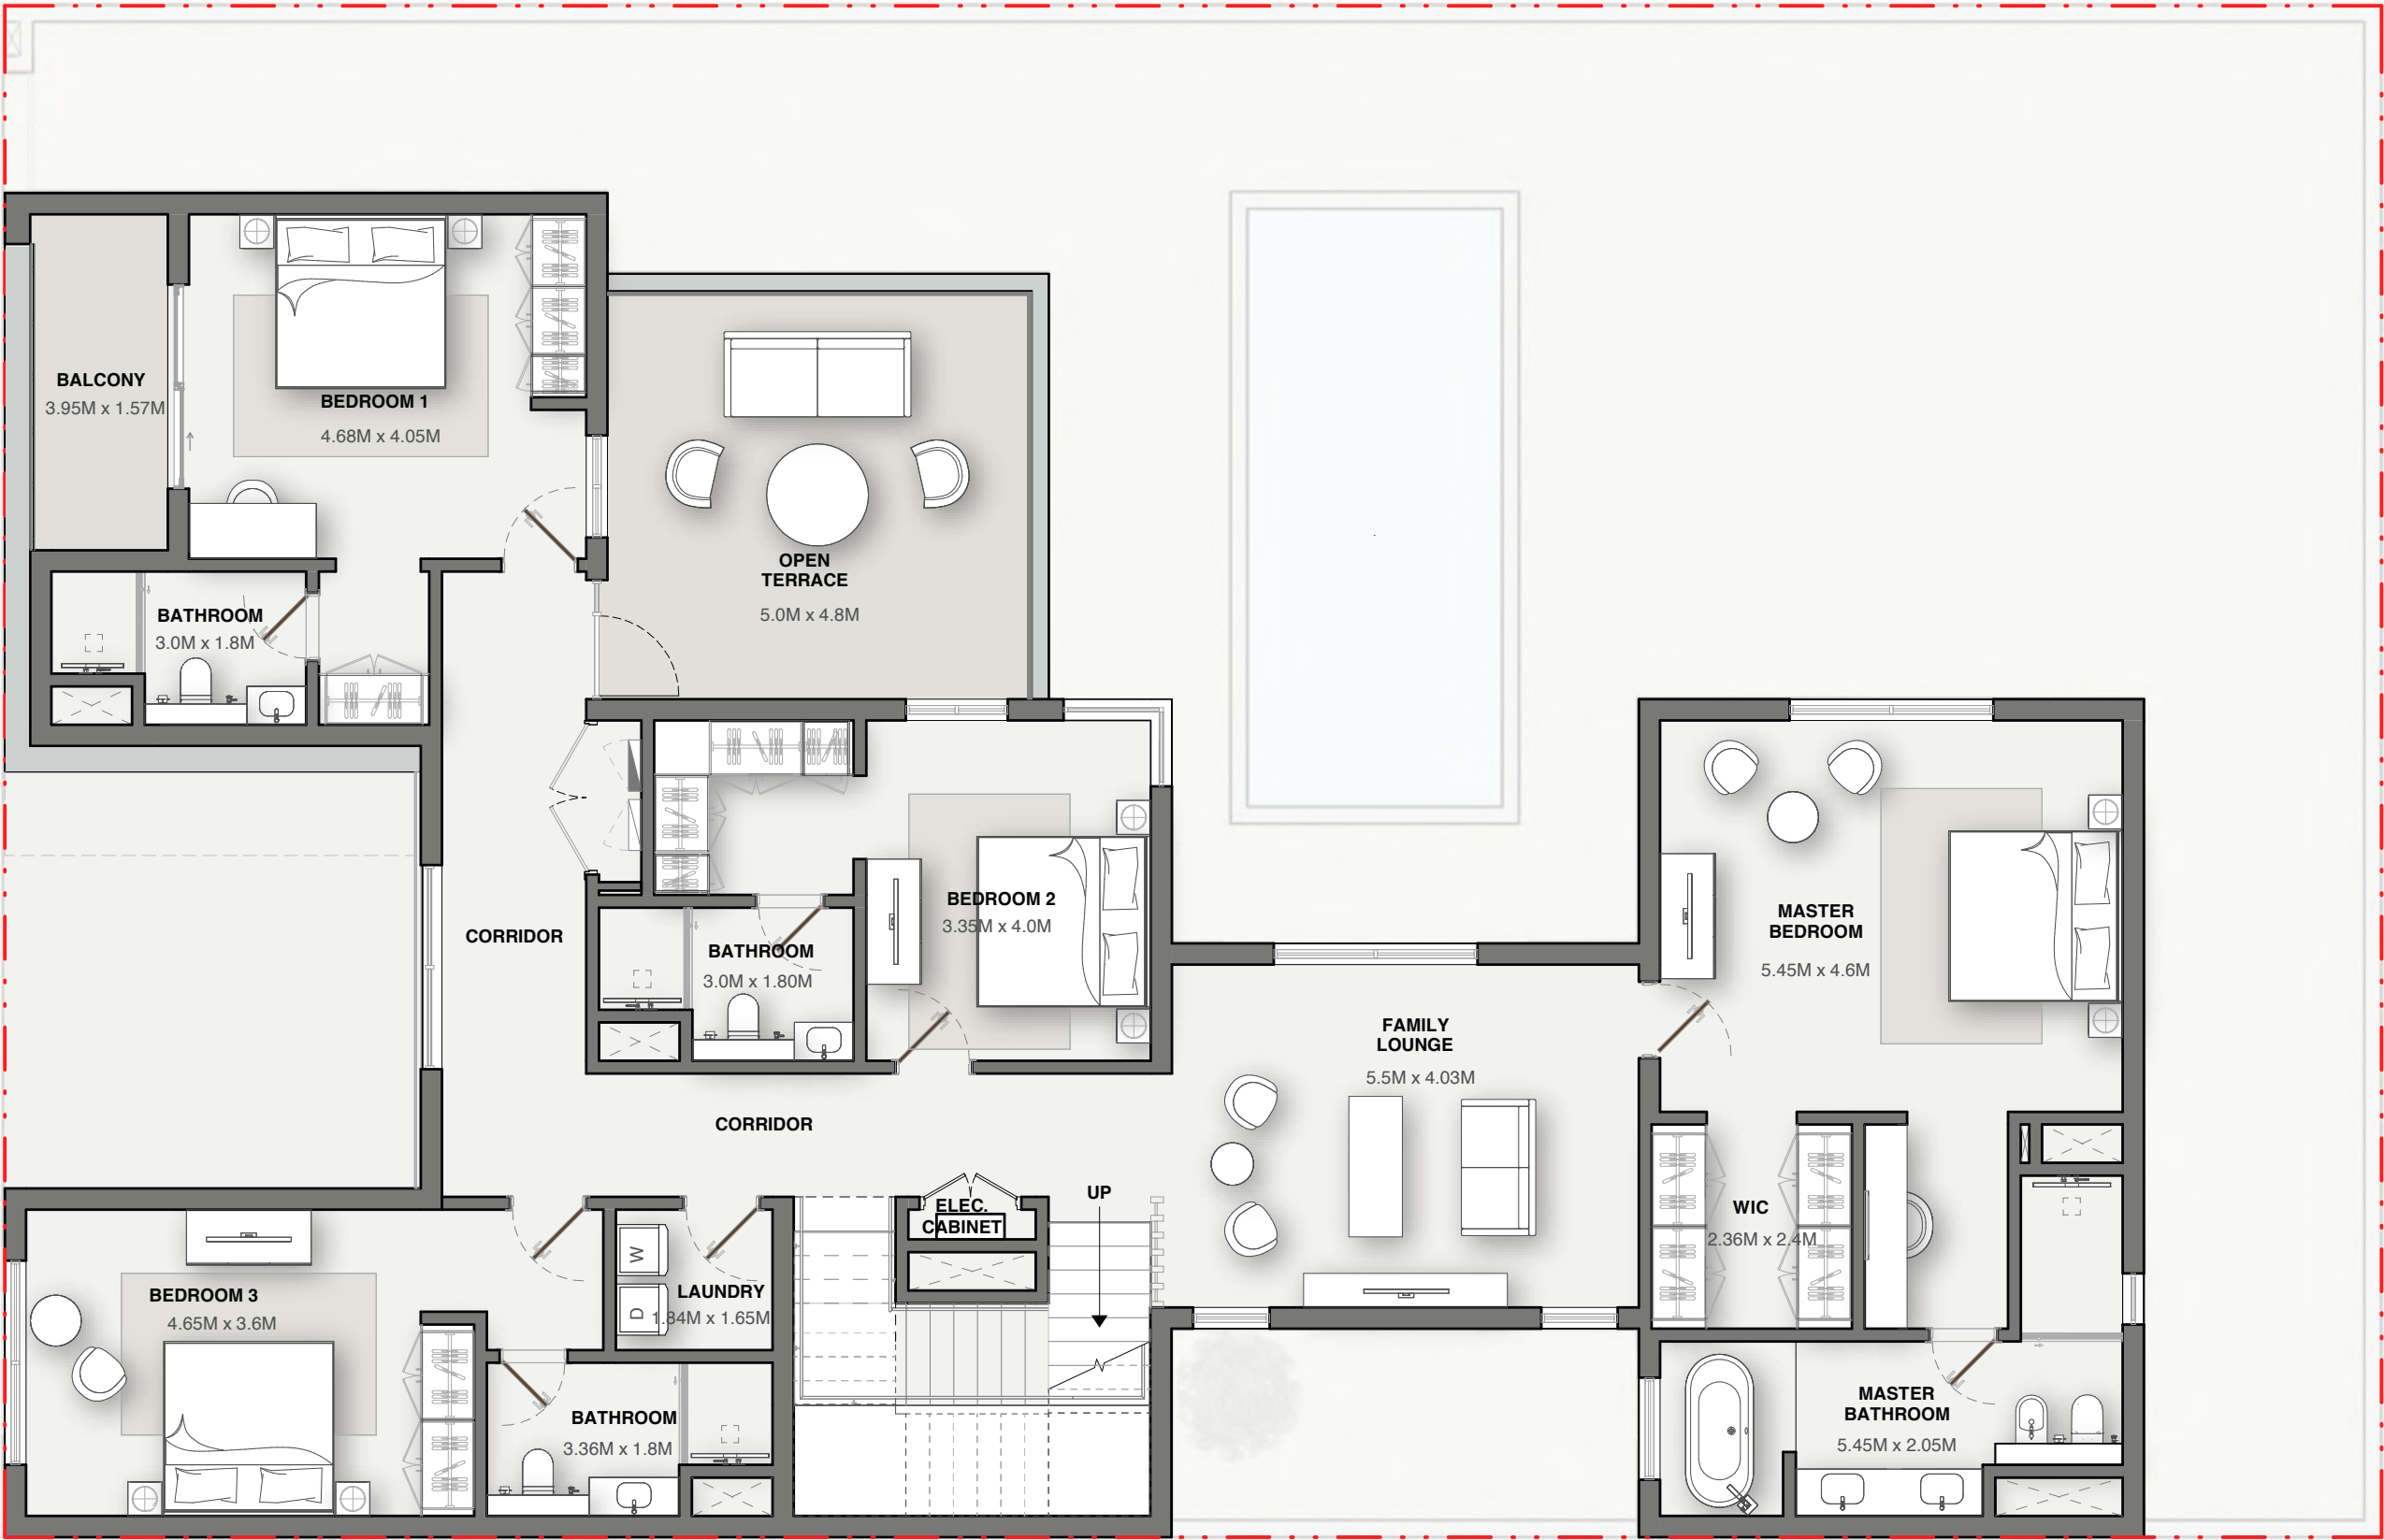 BALCONY
3.95M x 1.57M
BEDROOM 1
4.68M x 4.05M
OPEN
TERRACE
5.0M x 4.8M
BATHROOM
3.0M x 1.8M
CORRIDOR
BEDROOM 2
3.35M x 4.0M
BATHROOM
3.0M x 1.80M
MASTER
BEDROOM
5.45M x 4.6M
FAMILY
LOUNGE
5.5M x 4.03M
CORRIDOR
UP
ELEC.
CABINET
WIC
2.36M x 2.4M
W
D
LAUNDRY
1.84M x 1.65M
BEDROOM 3
4.65M x 3.6M
BATHROOM
3.36M x 1.8M
MASTER
BATHROOM
5.45M x 2.05M